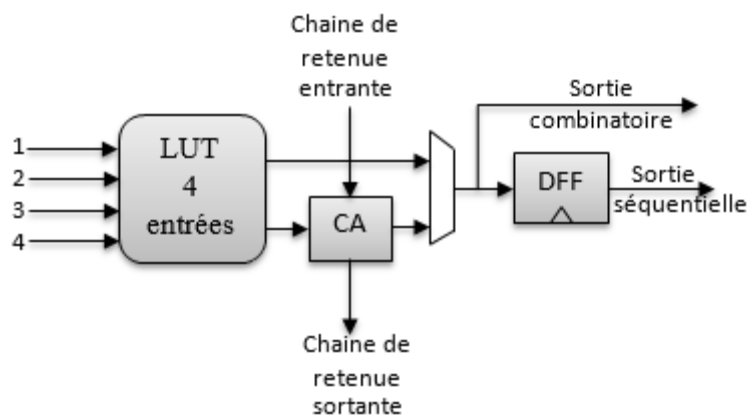 Chaine de
retenue
entrante
Sortie
combinatoire
1
2
3
4
LUT
4
entrées
CA
DFF
Sortie
séquentielle
Chaine de
retenue
sortante